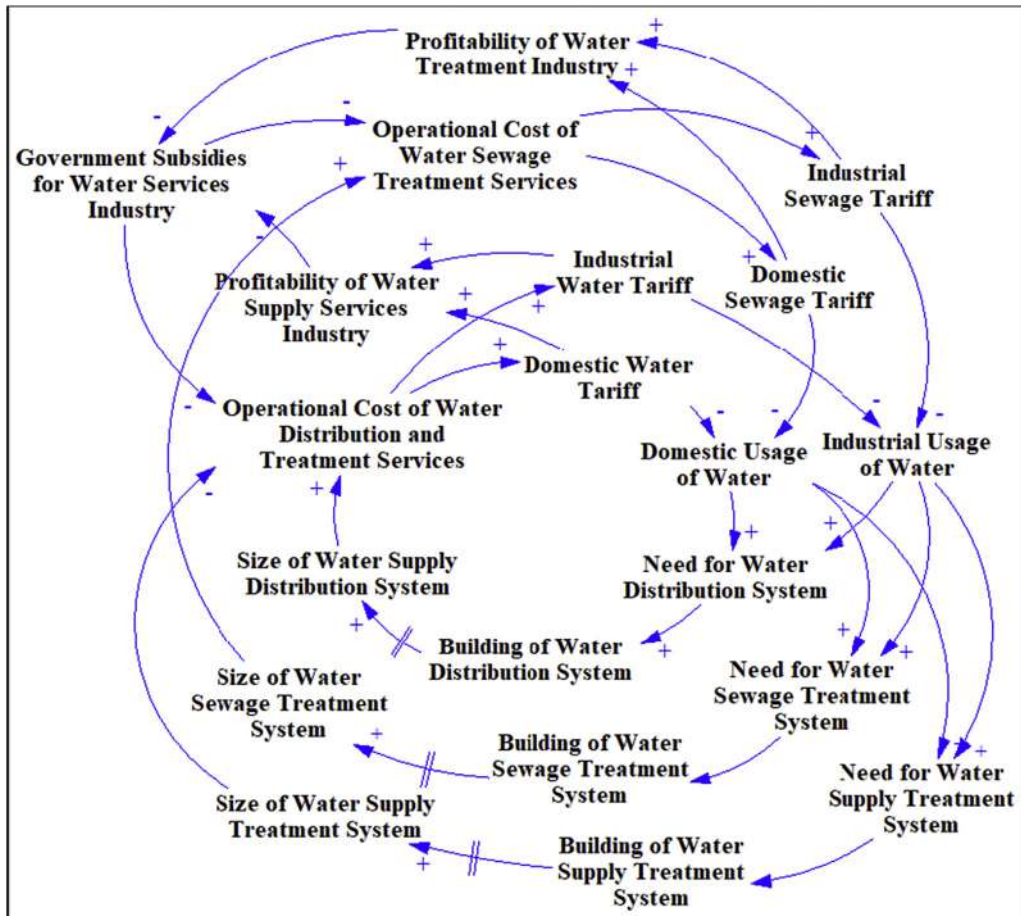 Profitability of Water
Treatment Industry
Operational Cost of
Water Sewage
Treatment Services
Government Subsidies
for Water Services
Industry
Industrial
Sewage Tariff
Industrial
Water Tariff
Domestic
Sewage Tariff
Profitability of Water
Supply Services
Industry
Domestic Water
Tariff
Operational Cost of Water
Distribution and
Treatment Services
Domestic Usage
of Water
Industrial Usage
of Water
Size of Water Supply
Distribution System
Need for Water
Distribution System
Building of Water
Distribution System
Size of Water
Sewage Treatment
System
Need for Water
Sewage Treatment
System
Building of Water
Sewage Treatment
System
Need for Water
Supply Treatment
System
Size of Water Supply
Treatment System
Building of Water
Supply Treatment
System